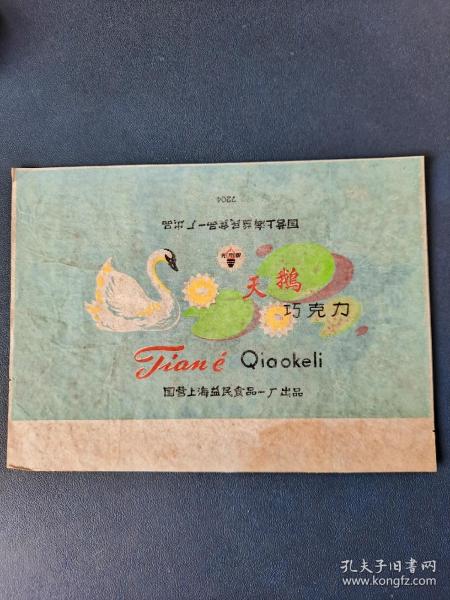 7204
国营上海益民食品一厂出品
天鹅
巧克力
Tian é Qiaokeli
国营上海益民食品一厂出品
孔夫子旧书网
www.kongfz.com